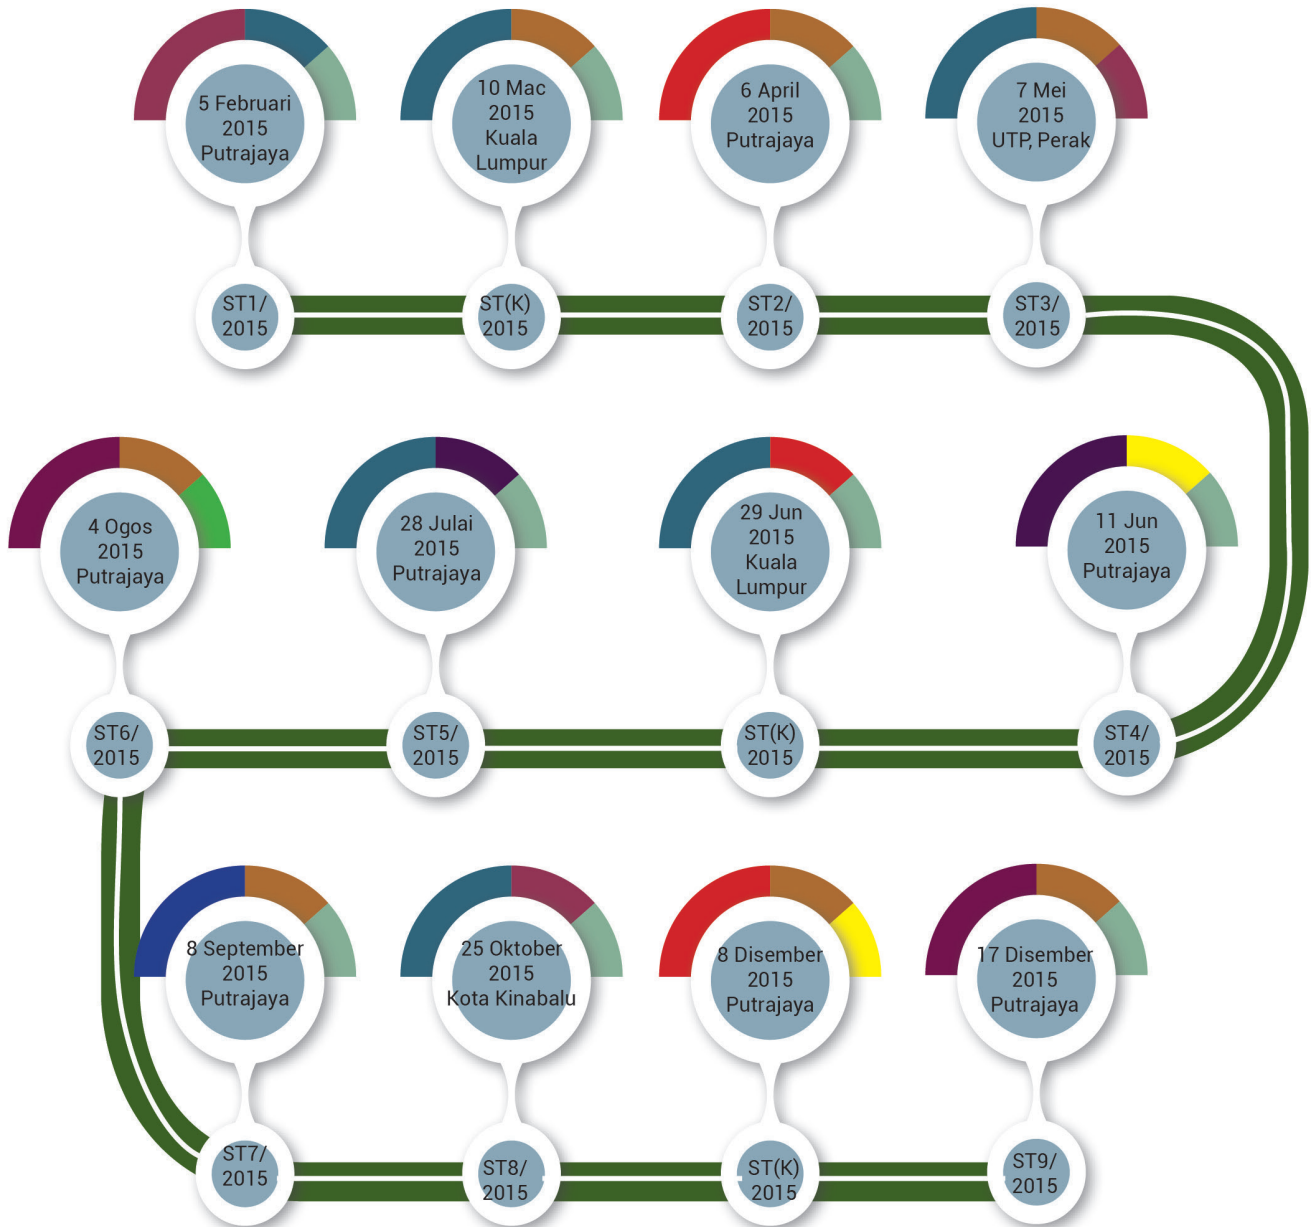 5 Februari
2015
Putrajaya
10 Mac
2015
Kuala
Lumpur
6 April
2015
Putrajaya
7 Mei
2015
UTP, Perak
ST1/
2015
ST(K)
2015
ST2/
2015
ST3/
2015
4 Ogos
2015
Putrajaya
28 Julai
2015
Putrajaya
29 Jun
2015
Kuala
Lumpur
11 Jun
2015
Putrajaya
ST6/
2015
ST5/
2015
ST(K)
2015
ST4/
2015
8 September
2015
Putrajaya
25 Oktober
2015
Kota Kinabalu
8 Disember
2015
Putrajaya
17 Disember
2015
Putrajaya
ST7/
2015
ST8/
2015
ST(K)
2015
ST9/
2015